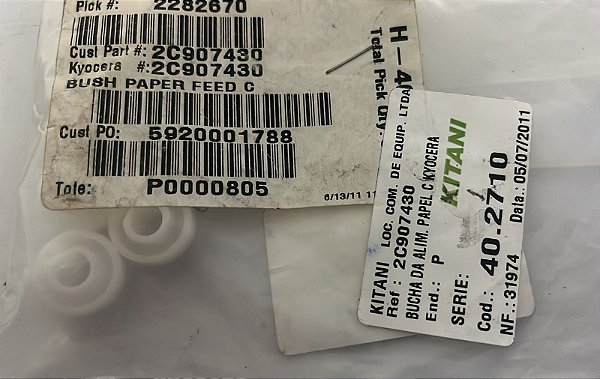 Pick #: 2282670
Cust Part #: 2C907430
Kyocera #: 2C907430
BUSH PAPER FEED C
Cust PO: 5920001788
Tote: P0000805
6/13/11 11
H-4
Total Pick Qty:
KITANI LOC. COM. DE EQUIP. LTDA
Ref : 2C907430
BUCHA DA ALIM. PAPEL C KYOCERA
End.: P
KITANI
SERIE:
Cod.: 40.2710
NF.: 31974 Data.: 05/07/2011